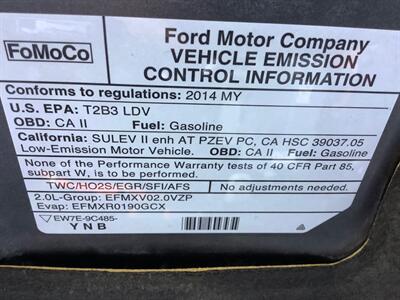 FoMoCo
Ford Motor Company
VEHICLE EMISSION
CONTROL INFORMATION
Conforms to regulations: 2014 MY
U.S. EPA: T2B3 LDV
OBD: CA II Fuel: Gasoline
California: SULEV II enh AT PZEV PC, CA HSC 39037.05
Low-Emission Motor Vehicle. OBD: CA II Fuel: Gasoline
None of the Performance Warranty tests of 40 CFR Part 85,
subpart W, is to be performed.
TWC/HO2S/EGR/SFI/AFS No adjustments needed.
2.0L-Group: EFMXV02.0VZP
Evap: EFMXR0190GCX
EW7E-9C485-
YNB